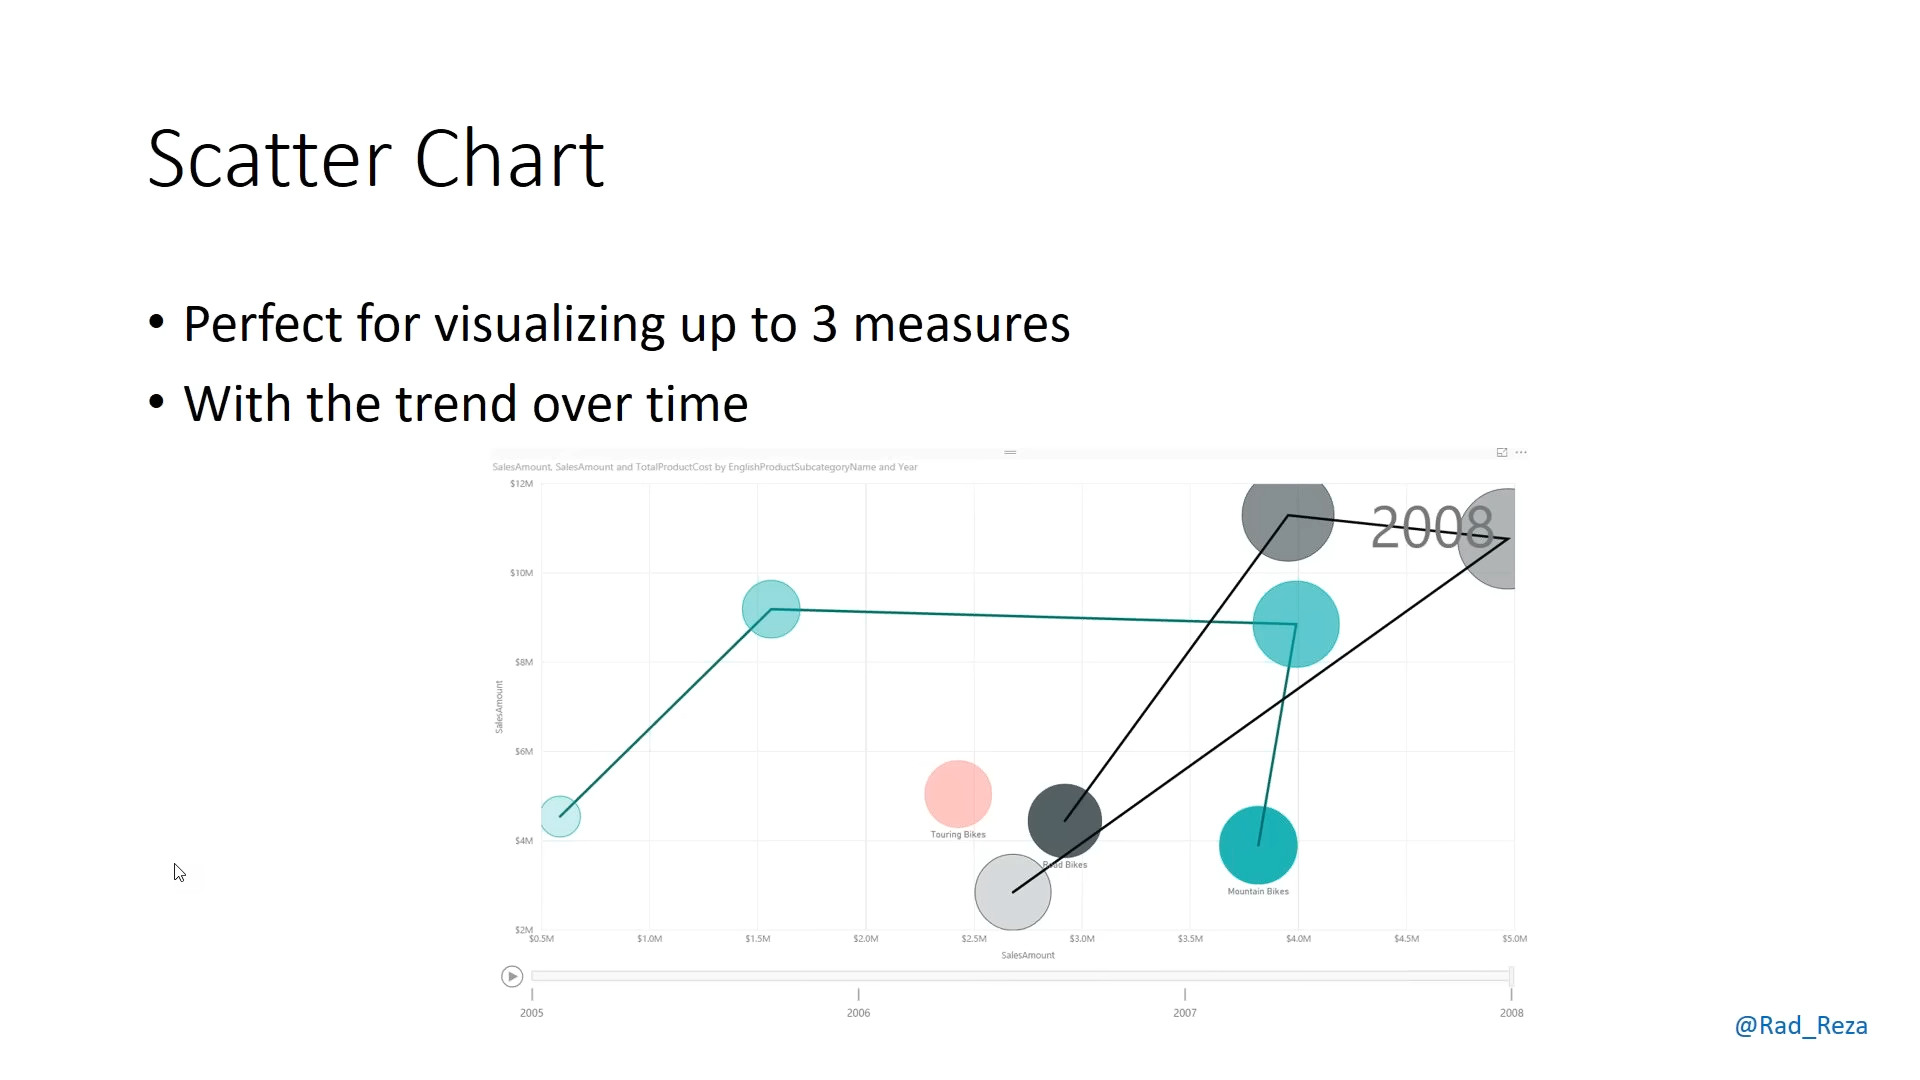 Scatter Chart
• Perfect for visualizing up to 3 measures
• With the trend over time
SalesAmount, SalesAmount and TotalProductCost by EnglishProductSubcategoryName and Year
$12M
2008
$10M
$8M
SalesAmount
$6M
Touring Bikes
$4M
Road Bikes
Mountain Bikes
$2M
$0.5M $1.0M $1.5M $2.0M $2.5M $3.0M $3.5M $4.0M $4.5M $5.0M
SalesAmount
2005 2006 2007 2008
@Rad_Reza